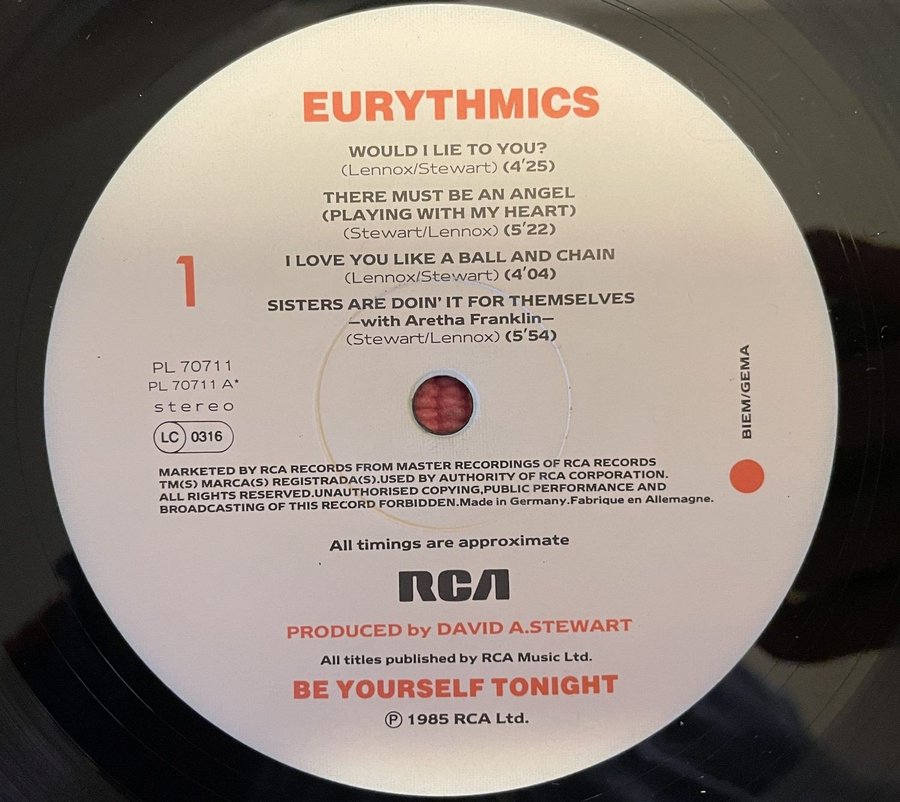 EURYTHMICS
WOULD I LIE TO YOU?
(Lennox/Stewart) (4'25)
THERE MUST BE AN ANGEL
(PLAYING WITH MY HEART)
(Stewart/Lennox) (5'22)
I LOVE YOU LIKE A BALL AND CHAIN
(Lennox/Stewart) (4'04)
SISTERS ARE DOIN' IT FOR THEMSELVES
—with Aretha Franklin—
(Stewart/Lennox) (5'54)
1
PL 70711
PL 70711 A*
stereo
LC 0316
BIEM/GEMA
MARKETED BY RCA RECORDS FROM MASTER RECORDINGS OF RCA RECORDS
TM(S) MARCA(S) REGISTRADA(S).USED BY AUTHORITY OF RCA CORPORATION.
ALL RIGHTS RESERVED.UNAUTHORISED COPYING,PUBLIC PERFORMANCE AND
BROADCASTING OF THIS RECORD FORBIDDEN.Made in Germany.Fabrique en Allemagne.
All timings are approximate
RCA
PRODUCED by DAVID A.STEWART
All titles published by RCA Music Ltd.
BE YOURSELF TONIGHT
Ⓟ 1985 RCA Ltd.